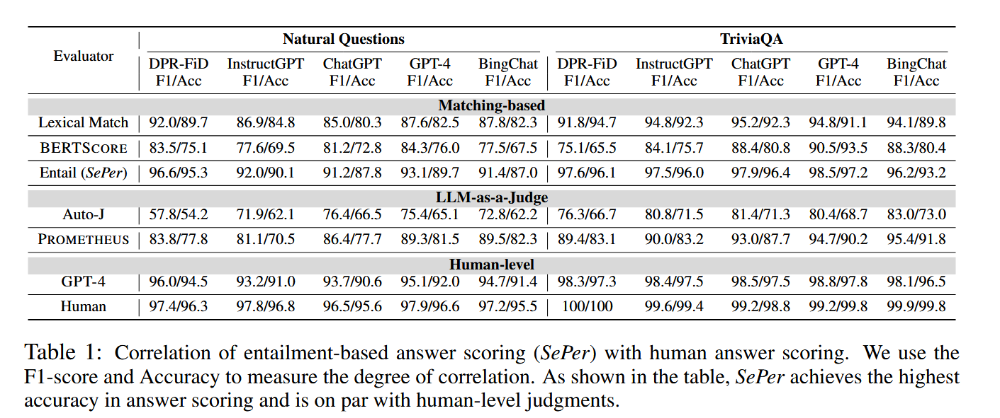 Evaluator Natural Questions TriviaQA
DPR-FiD InstructGPT ChatGPT GPT-4 BingChat DPR-FiD InstructGPT ChatGPT GPT-4 BingChat
F1/Acc F1/Acc F1/Acc F1/Acc F1/Acc F1/Acc F1/Acc F1/Acc F1/Acc F1/Acc
Matching-based
Lexical Match 92.0/89.7 86.9/84.8 85.0/80.3 87.6/82.5 87.8/82.3 91.8/94.7 94.8/92.3 95.2/92.3 94.8/91.1 94.1/89.8
BERTSCORE 83.5/75.1 77.6/69.5 81.2/72.8 84.3/76.0 77.5/67.5 75.1/65.5 84.1/75.7 88.4/80.8 90.5/93.5 88.3/80.4
Entail (SePer) 96.6/95.3 92.0/90.1 91.2/87.8 93.1/89.7 91.4/87.0 97.6/96.1 97.5/96.0 97.9/96.4 98.5/97.2 96.2/93.2
LLM-as-a-Judge
Auto-J 57.8/54.2 71.9/62.1 76.4/66.5 75.4/65.1 72.8/62.2 76.3/66.7 80.8/71.5 81.4/71.3 80.4/68.7 83.0/73.0
PROMETHEUS 83.8/77.8 81.1/70.5 86.4/77.7 89.3/81.5 89.5/82.3 89.4/83.1 90.0/83.2 93.0/87.7 94.7/90.2 95.4/91.8
Human-level
GPT-4 96.0/94.5 93.2/91.0 93.7/90.6 95.1/92.0 94.7/91.4 98.3/97.3 98.4/97.5 98.5/97.5 98.8/97.8 98.1/96.5
Human 97.4/96.3 97.8/96.8 96.5/95.6 97.9/96.6 97.2/95.5 100/100 99.6/99.4 99.2/98.8 99.2/99.8 99.9/99.8
Table 1: Correlation of entailment-based answer scoring (SePer) with human answer scoring. We use the
F1-score and Accuracy to measure the degree of correlation. As shown in the table, SePer achieves the highest
accuracy in answer scoring and is on par with human-level judgments.